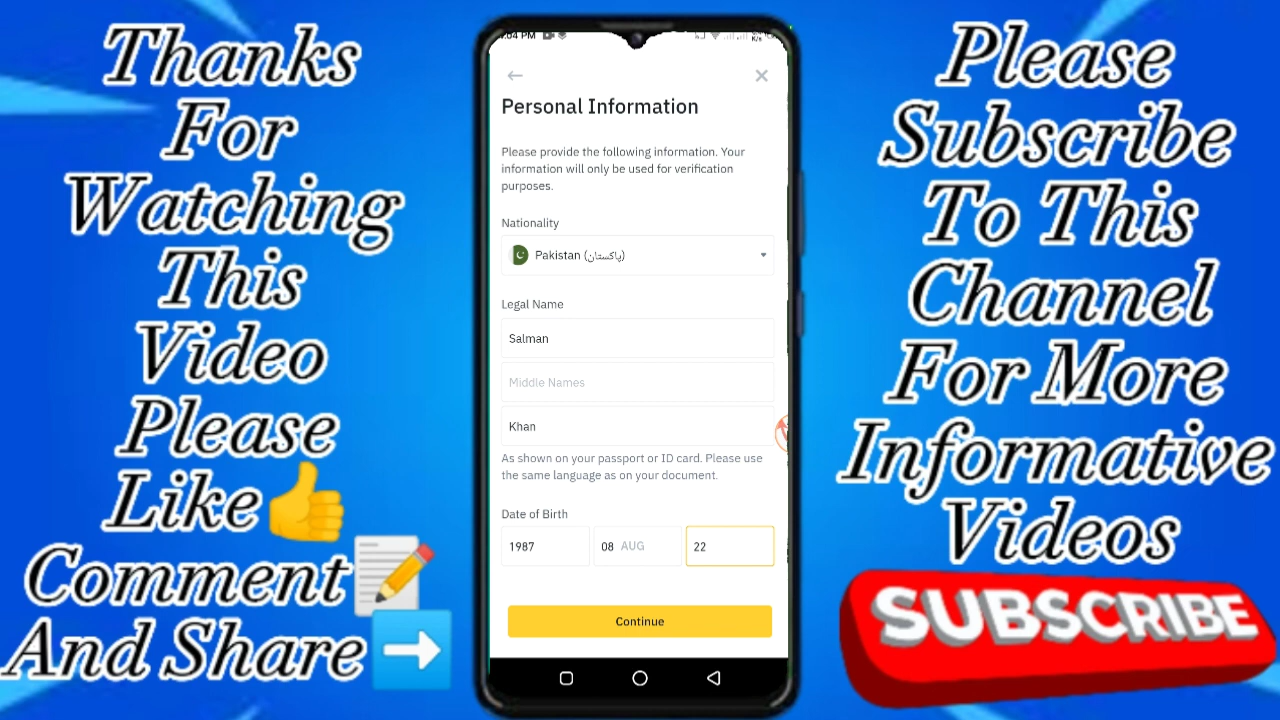 Thanks
For
Watching
This
Video
Please
Like
Comment
And Share
:04 PM
Personal Information
Please provide the following information. Your
information will only be used for verification
purposes.
Nationality
Pakistan (پاکستان)
Legal Name
Salman
Middle Names
Khan
As shown on your passport or ID card. Please use
the same language as on your document.
Date of Birth
1987 08 AUG 22
Continue
Please
Subscribe
To This
Channel
For More
Informative
Videos
SUBSCRIBE